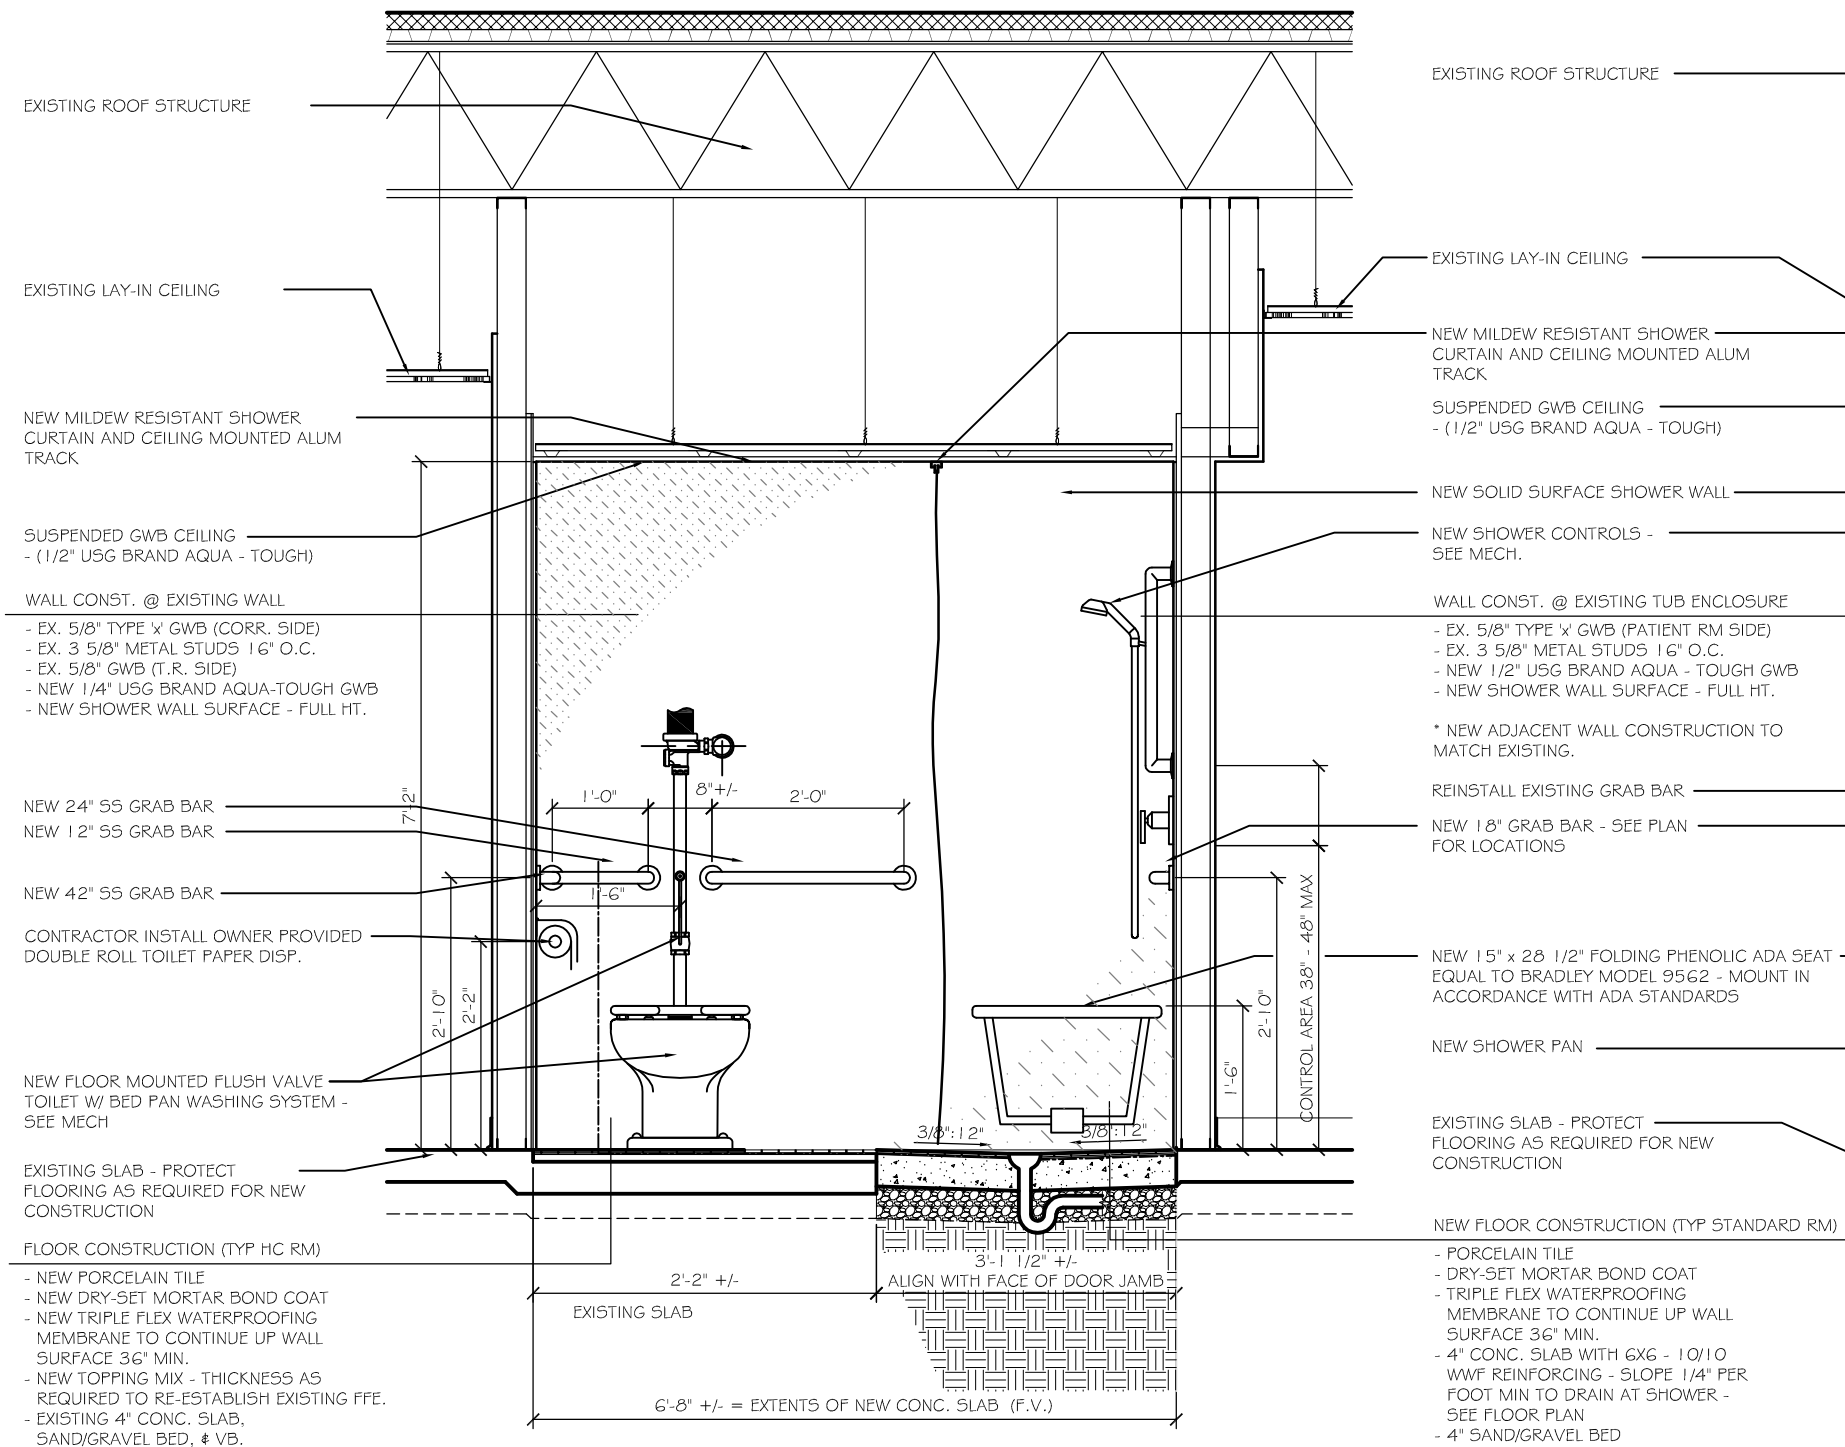 EXISTING ROOF STRUCTURE
EXISTING LAY-IN CEILING
NEW MILDEW RESISTANT SHOWER
CURTAIN AND CEILING MOUNTED ALUM
TRACK
SUSPENDED GWB CEILING
- (1/2" USG BRAND AQUA - TOUGH)
WALL CONST. @ EXISTING WALL
- EX. 5/8" TYPE 'x' GWB (CORR. SIDE)
- EX. 3 5/8" METAL STUDS 16" O.C.
- EX. 5/8" GWB (T.R. SIDE)
- NEW 1/4" USG BRAND AQUA-TOUGH GWB
- NEW SHOWER WALL SURFACE - FULL HT.
NEW 24" SS GRAB BAR
NEW 12" SS GRAB BAR
NEW 42" SS GRAB BAR
CONTRACTOR INSTALL OWNER PROVIDED
DOUBLE ROLL TOILET PAPER DISP.
NEW FLOOR MOUNTED FLUSH VALVE
TOILET W/ BED PAN WASHING SYSTEM -
SEE MECH
EXISTING SLAB - PROTECT
FLOORING AS REQUIRED FOR NEW
CONSTRUCTION
FLOOR CONSTRUCTION (TYP HC RM)
- NEW PORCELAIN TILE
- NEW DRY-SET MORTAR BOND COAT
- NEW TRIPLE FLEX WATERPROOFING
MEMBRANE TO CONTINUE UP WALL
SURFACE 36" MIN.
- NEW TOPPING MIX - THICKNESS AS
REQUIRED TO RE-ESTABLISH EXISTING FFE.
- EXISTING 4" CONC. SLAB,
SAND/GRAVEL BED, & VB.
7'-2"
1'-0"
8"+/-
2'-0"
1'-6"
2'-10"
2'-2"
3/8":12"
3/8":12"
1'-6"
2'-10"
CONTROL AREA 38" - 48" MAX
3'-1 1/2" +/-
2'-2" +/-
ALIGN WITH FACE OF DOOR JAMB
EXISTING SLAB
6'-8" +/- = EXTENTS OF NEW CONC. SLAB (F.V.)
EXISTING ROOF STRUCTURE
EXISTING LAY-IN CEILING
NEW MILDEW RESISTANT SHOWER
CURTAIN AND CEILING MOUNTED ALUM
TRACK
SUSPENDED GWB CEILING
- (1/2" USG BRAND AQUA - TOUGH)
NEW SOLID SURFACE SHOWER WALL
NEW SHOWER CONTROLS -
SEE MECH.
WALL CONST. @ EXISTING TUB ENCLOSURE
- EX. 5/8" TYPE 'x' GWB (PATIENT RM SIDE)
- EX. 3 5/8" METAL STUDS 16" O.C.
- NEW 1/2" USG BRAND AQUA - TOUGH GWB
- NEW SHOWER WALL SURFACE - FULL HT.
* NEW ADJACENT WALL CONSTRUCTION TO
MATCH EXISTING.
REINSTALL EXISTING GRAB BAR
NEW 18" GRAB BAR - SEE PLAN
FOR LOCATIONS
NEW 15" x 28 1/2" FOLDING PHENOLIC ADA SEAT
EQUAL TO BRADLEY MODEL 9562 - MOUNT IN
ACCORDANCE WITH ADA STANDARDS
NEW SHOWER PAN
EXISTING SLAB - PROTECT
FLOORING AS REQUIRED FOR NEW
CONSTRUCTION
NEW FLOOR CONSTRUCTION (TYP STANDARD RM)
- PORCELAIN TILE
- DRY-SET MORTAR BOND COAT
- TRIPLE FLEX WATERPROOFING
MEMBRANE TO CONTINUE UP WALL
SURFACE 36" MIN.
- 4" CONC. SLAB WITH 6X6 - 10/10
WWF REINFORCING - SLOPE 1/4" PER
FOOT MIN TO DRAIN AT SHOWER -
SEE FLOOR PLAN
- 4" SAND/GRAVEL BED